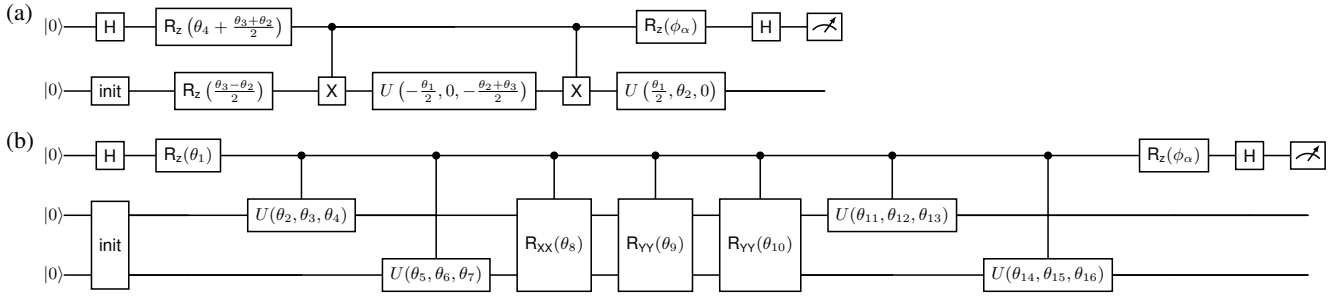 (a) |0⟩ H R_z(θ_4 + (θ_3+θ_2)/2) R_z(φ_α) H
|0⟩ init R_z((θ_3−θ_2)/2) X U(−θ_1/2, 0, −(θ_2+θ_3)/2) X U(θ_1/2, θ_2, 0)
(b) |0⟩ H R_z(θ_1) R_z(φ_α) H
|0⟩ U(θ_2, θ_3, θ_4) U(θ_11, θ_12, θ_13)
init R_XX(θ_8) R_YY(θ_9) R_YY(θ_10)
|0⟩ U(θ_5, θ_6, θ_7) U(θ_14, θ_15, θ_16)